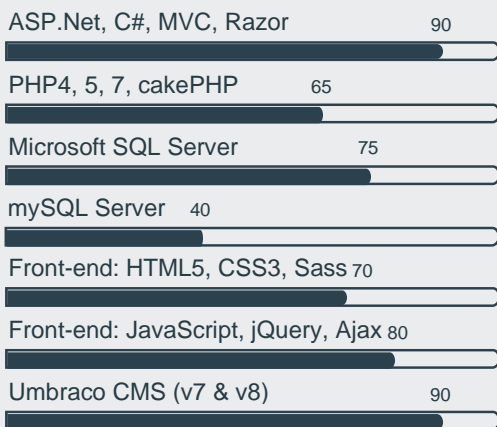 ASP.Net, C#, MVC, Razor 90
PHP4, 5, 7, cakePHP 65
Microsoft SQL Server 75
mySQL Server 40
Front-end: HTML5, CSS3, Sass 70
Front-end: JavaScript, jQuery, Ajax 80
Umbraco CMS (v7 & v8) 90